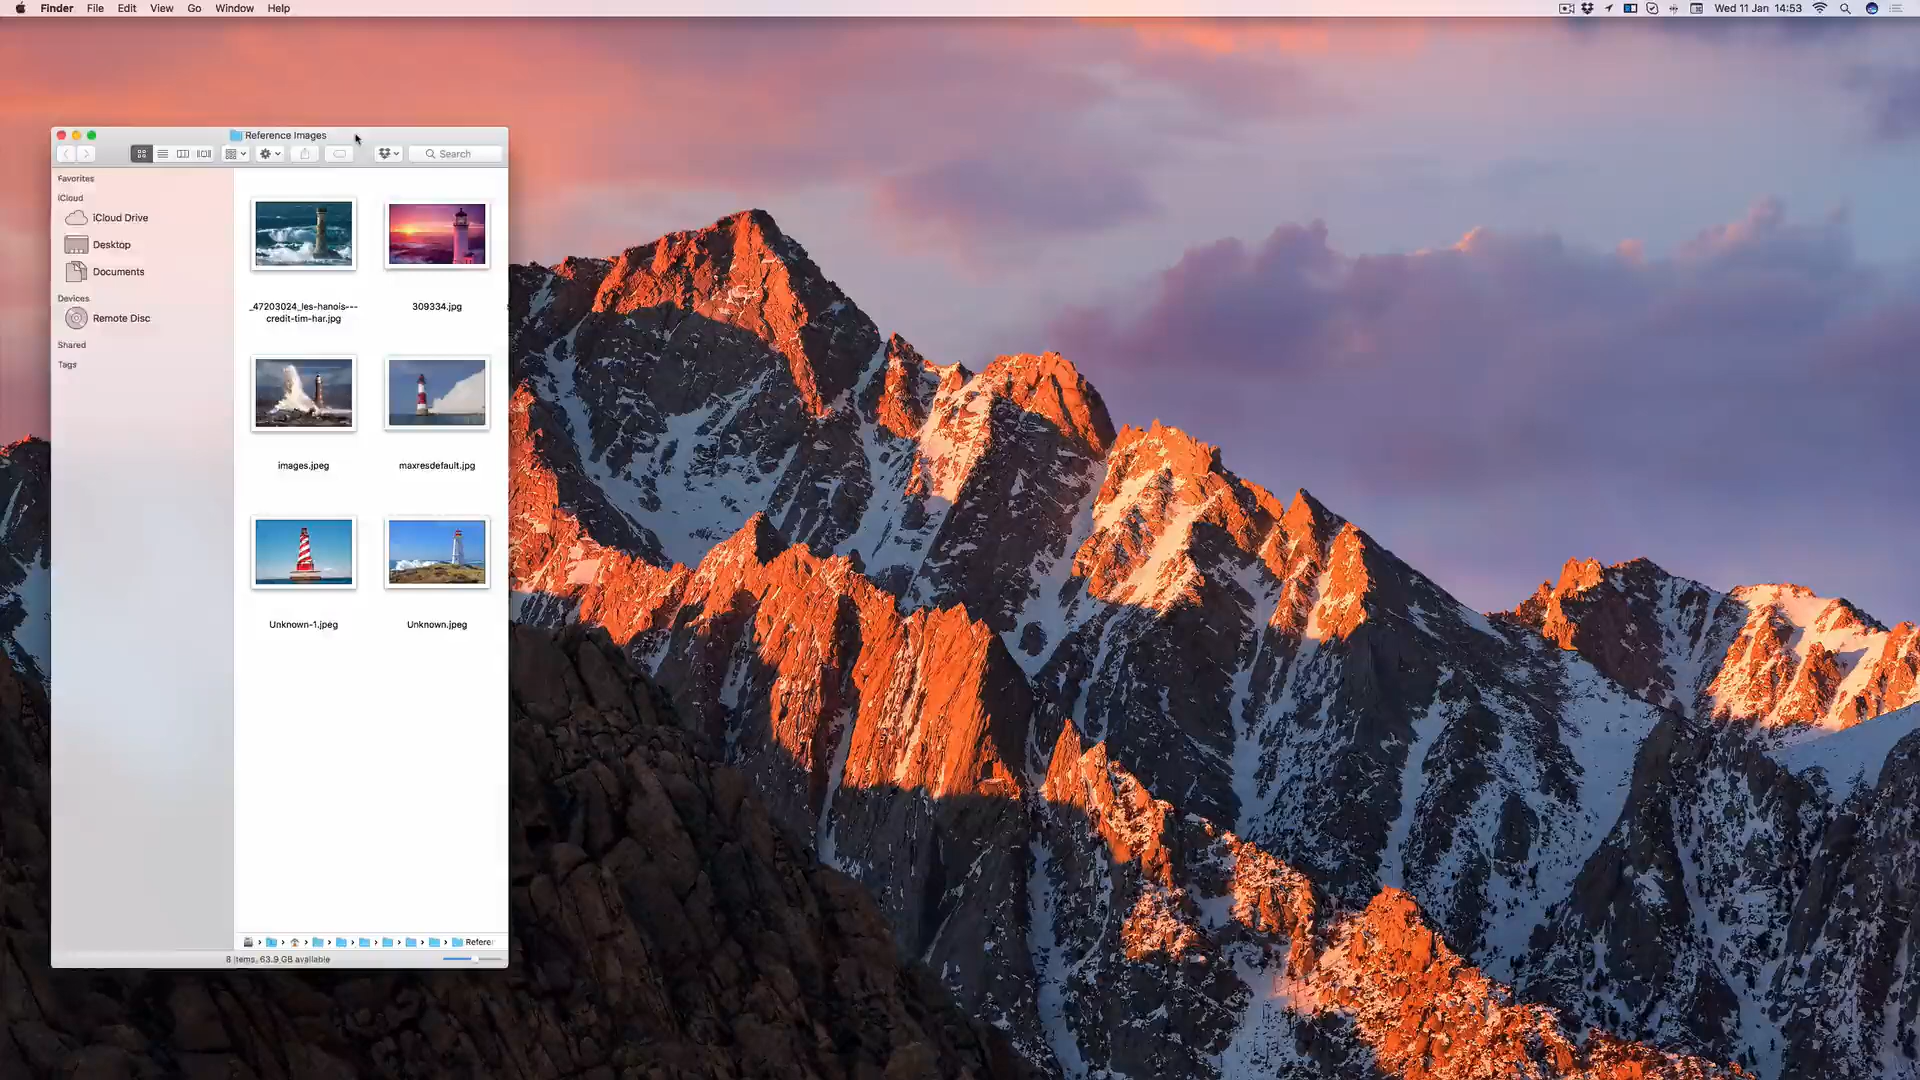 Finder File Edit View Go Window Help
Wed 11 Jan 14:53
Reference Images
Search
Favorites
iCloud
iCloud Drive
Desktop
Documents
Devices
Remote Disc
Shared
Tags
_47203024_les-hanois---
credit-tim-har.jpg
309334.jpg
images.jpeg
maxresdefault.jpg
Unknown-1.jpeg
Unknown.jpeg
Refere
8 items, 63.9 GB available